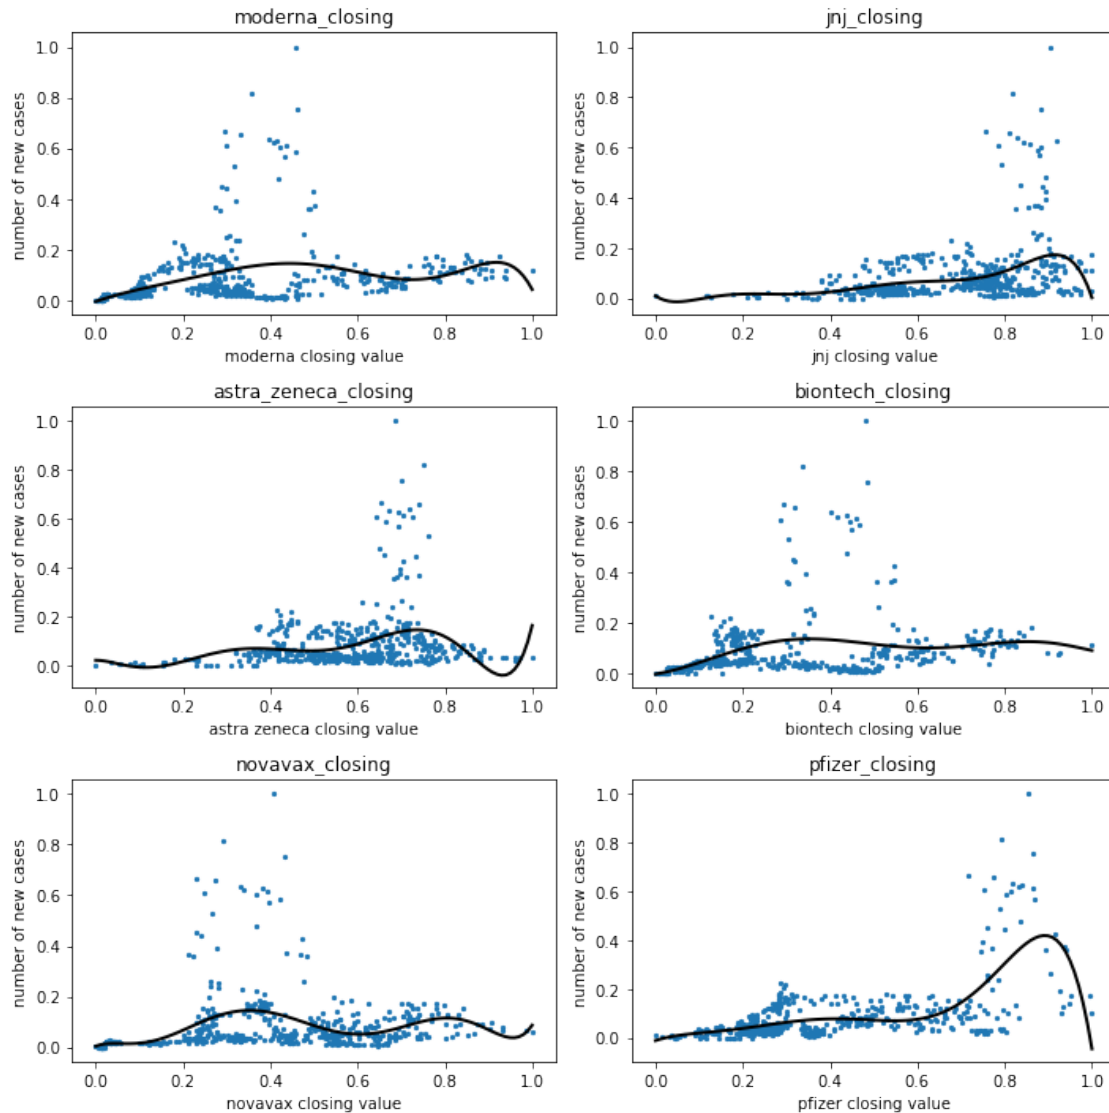 moderna_closing
number of new cases
1.0
0.8
0.6
0.4
0.2
0.0
0.0 0.2 0.4 0.6 0.8 1.0
moderna closing value
jnj_closing
number of new cases
1.0
0.8
0.6
0.4
0.2
0.0
0.0 0.2 0.4 0.6 0.8 1.0
jnj closing value
astra_zeneca_closing
number of new cases
1.0
0.8
0.6
0.4
0.2
0.0
0.0 0.2 0.4 0.6 0.8 1.0
astra zeneca closing value
biontech_closing
number of new cases
1.0
0.8
0.6
0.4
0.2
0.0
0.0 0.2 0.4 0.6 0.8 1.0
biontech closing value
novavax_closing
number of new cases
1.0
0.8
0.6
0.4
0.2
0.0
0.0 0.2 0.4 0.6 0.8 1.0
novavax closing value
pfizer_closing
number of new cases
1.0
0.8
0.6
0.4
0.2
0.0
0.0 0.2 0.4 0.6 0.8 1.0
pfizer closing value